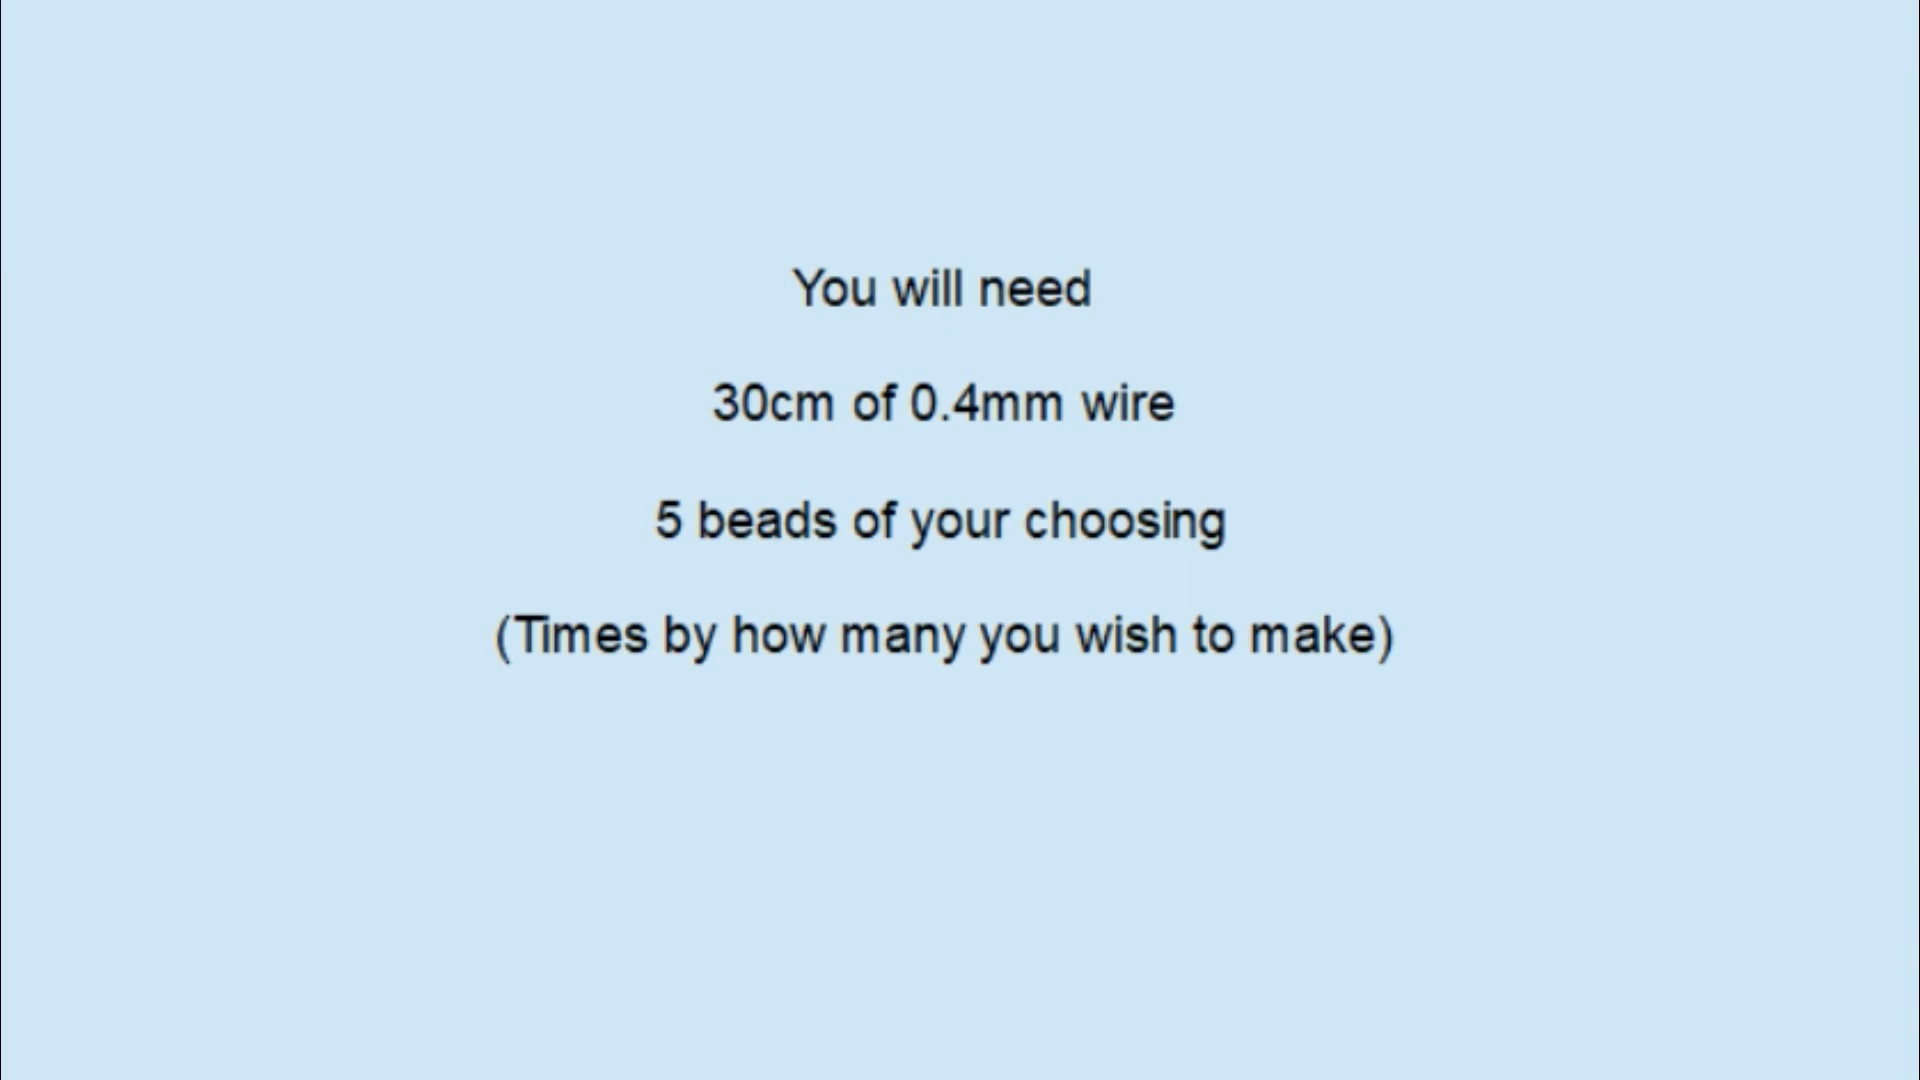 You will need
30cm of 0.4mm wire
5 beads of your choosing
(Times by how many you wish to make)